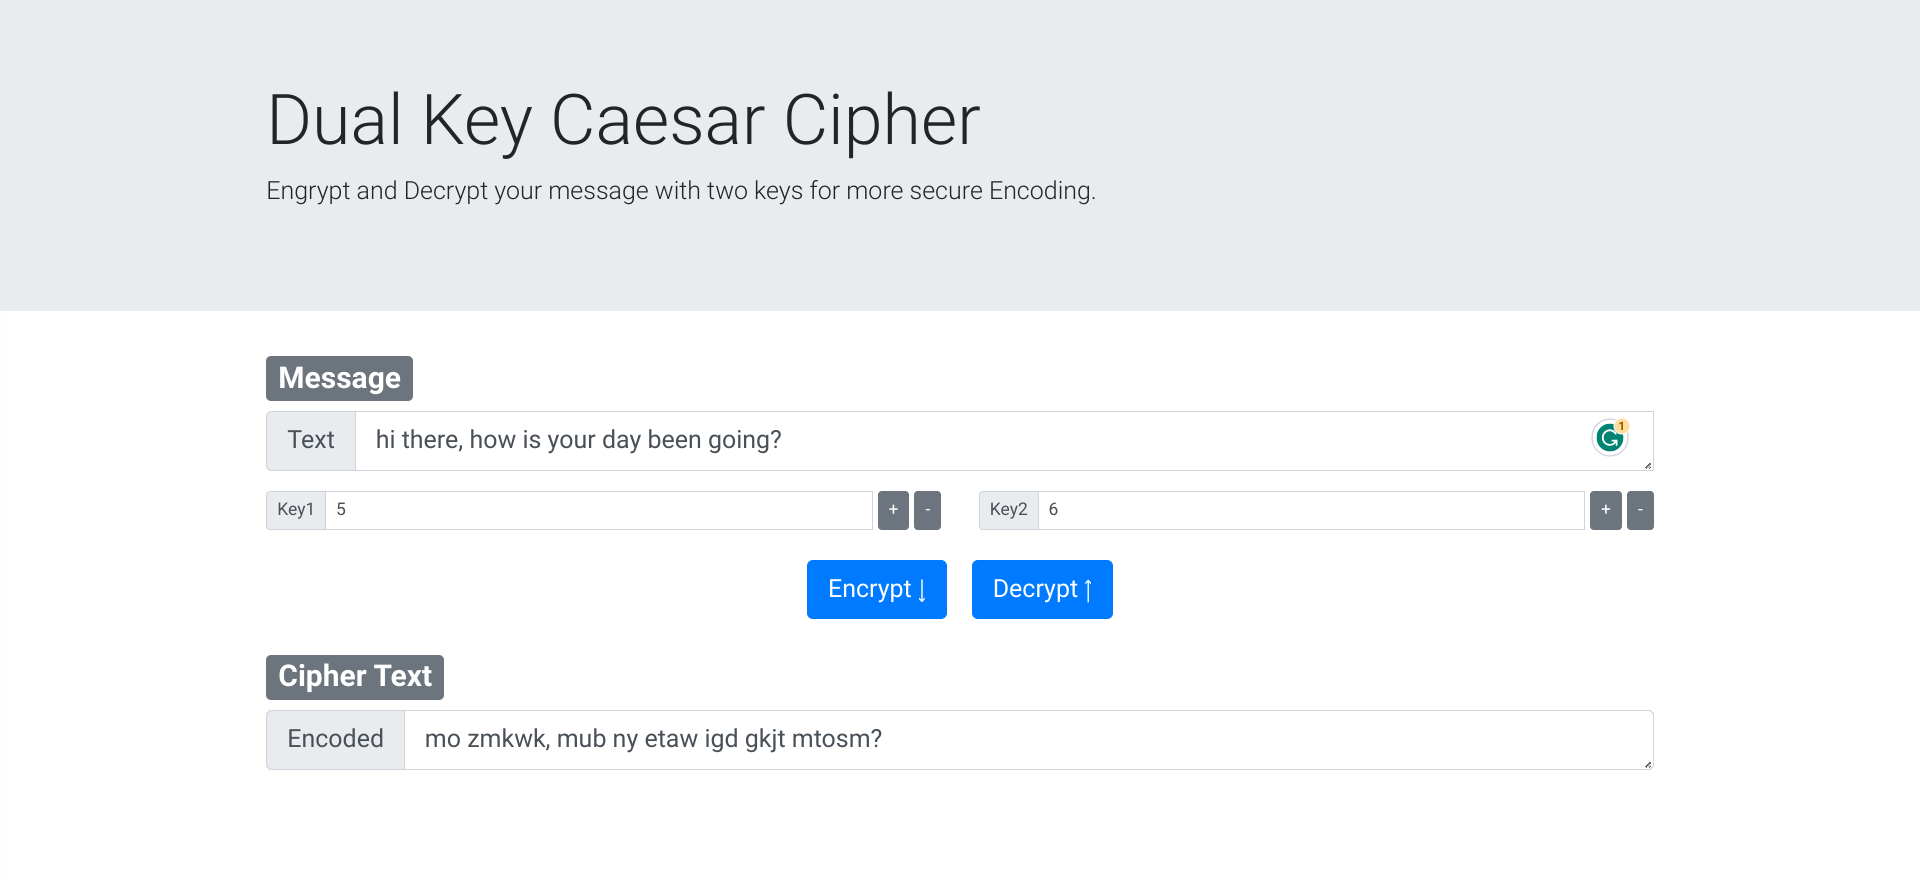 Dual Key Caesar Cipher
Engrypt and Decrypt your message with two keys for more secure Encoding.
Message
Text hi there, how is your day been going? 1
Key1 5 + - Key2 6 + -
Encrypt↓ Decrypt↑
Cipher Text
Encoded mo zmkwk, mub ny etaw igd gkjt mtosm?